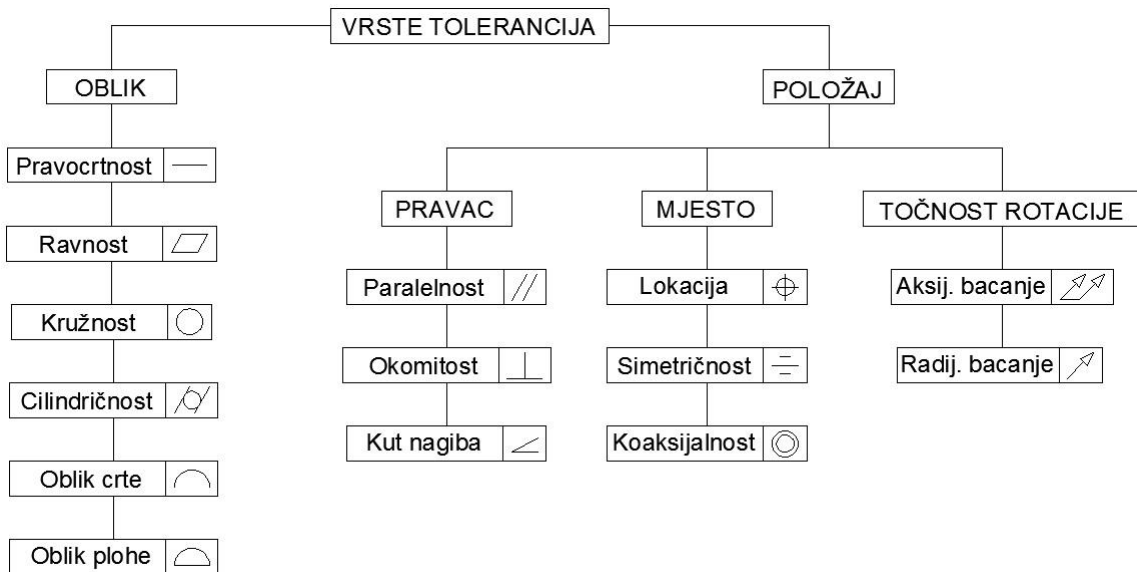 VRSTE TOLERANCIJA
OBLIK
Pravocrtnost
Ravnost
Kružnost
Cilindričnost
Oblik crte
Oblik plohe
POLOŽAJ
PRAVAC
Paralelnost
Okomitost
Kut nagiba
MJESTO
Lokacija
Simetričnost
Koaksijalnost
TOČNOST ROTACIJE
Aksij. bacanje
Radij. bacanje